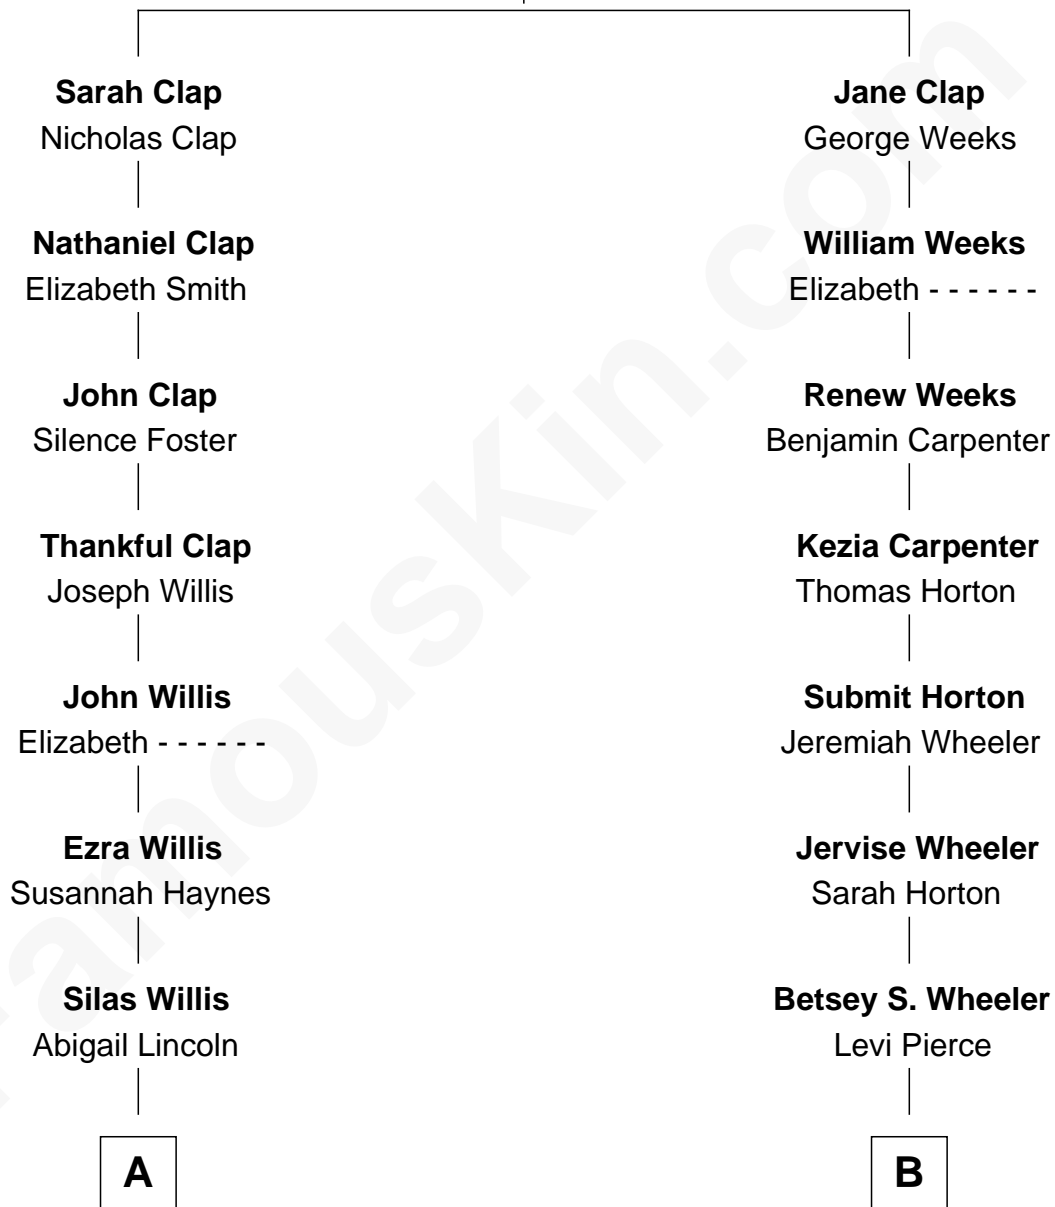 Sarah Clap
Nicholas Clap
Jane Clap
George Weeks
Nathaniel Clap
Elizabeth Smith
William Weeks
Elizabeth - - - - - -
John Clap
Silence Foster
Renew Weeks
Benjamin Carpenter
Thankful Clap
Joseph Willis
Kezia Carpenter
Thomas Horton
John Willis
Elizabeth - - - - - -
Submit Horton
Jeremiah Wheeler
Ezra Willis
Susannah Haynes
Jervise Wheeler
Sarah Horton
Silas Willis
Abigail Lincoln
Betsey S. Wheeler
Levi Pierce
A
B
FamousKin.com